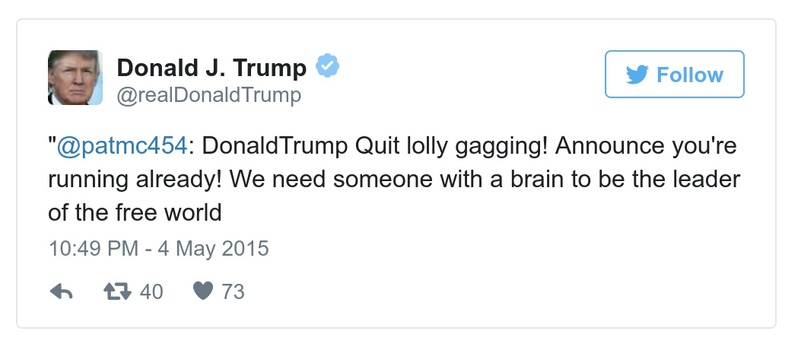 Donald J. Trump
@realDonaldTrump
Follow
"@patmc454: DonaldTrump Quit lolly gagging! Announce you're
running already! We need someone with a brain to be the leader
of the free world
10:49 PM - 4 May 2015
40 73